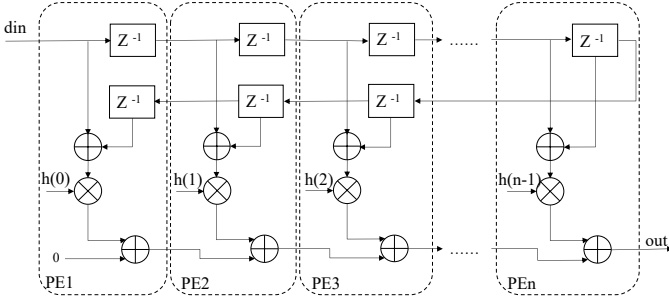 din
Z -1 Z -1 Z -1 ...... Z -1
Z -1 Z -1 Z -1
h(0) h(1) h(2) h(n-1)
0 ...... out
PE1 PE2 PE3 PEn